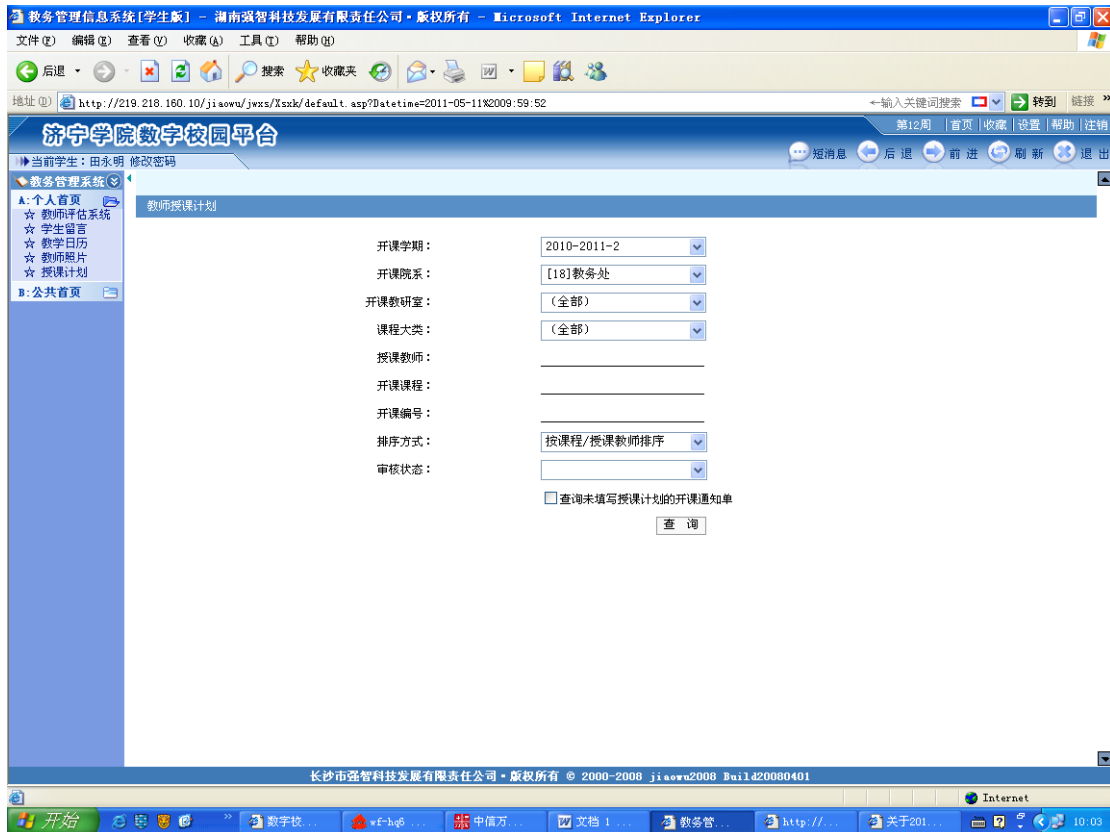 教务管理信息系统[学生版] - 湖南强智科技发展有限责任公司·版权所有 - Microsoft Internet Explorer
文件(F) 编辑(E) 查看(V) 收藏(A) 工具(T) 帮助(H)
后退 搜索 收藏夹
地址(D) http://219.218.160.10/jiaowu/jwxs/Xsxk/default.asp?Datetime=2011-05-11%2009:59:52 ←输入关键词搜索 转到 链接 »
济宁学院数字校园平台
第12周 |首页|收藏|设置|帮助|注销
当前学生：田永明 修改密码
短消息 后退 前进 刷新 退出
教务管理系统
A:个人首页
☆ 教师评估系统
☆ 学生留言
☆ 教学日历
☆ 教师照片
☆ 授课计划
B:公共首页
教师授课计划
开课学期： 2010-2011-2
开课院系： [18]教务处
开课教研室： （全部）
课程大类： （全部）
授课教师：
开课课程：
开课编号：
排序方式： 按课程/授课教师排序
审核状态：
查询未填写授课计划的开课通知单
查 询
长沙市强智科技发展有限责任公司·版权所有 © 2000-2008 jiaowu2008 Build20080401
Internet
开始 » 数字校... wf-hq6 ... 中信万... 文档 1 ... 教务管... http://... 关于201... 10:03